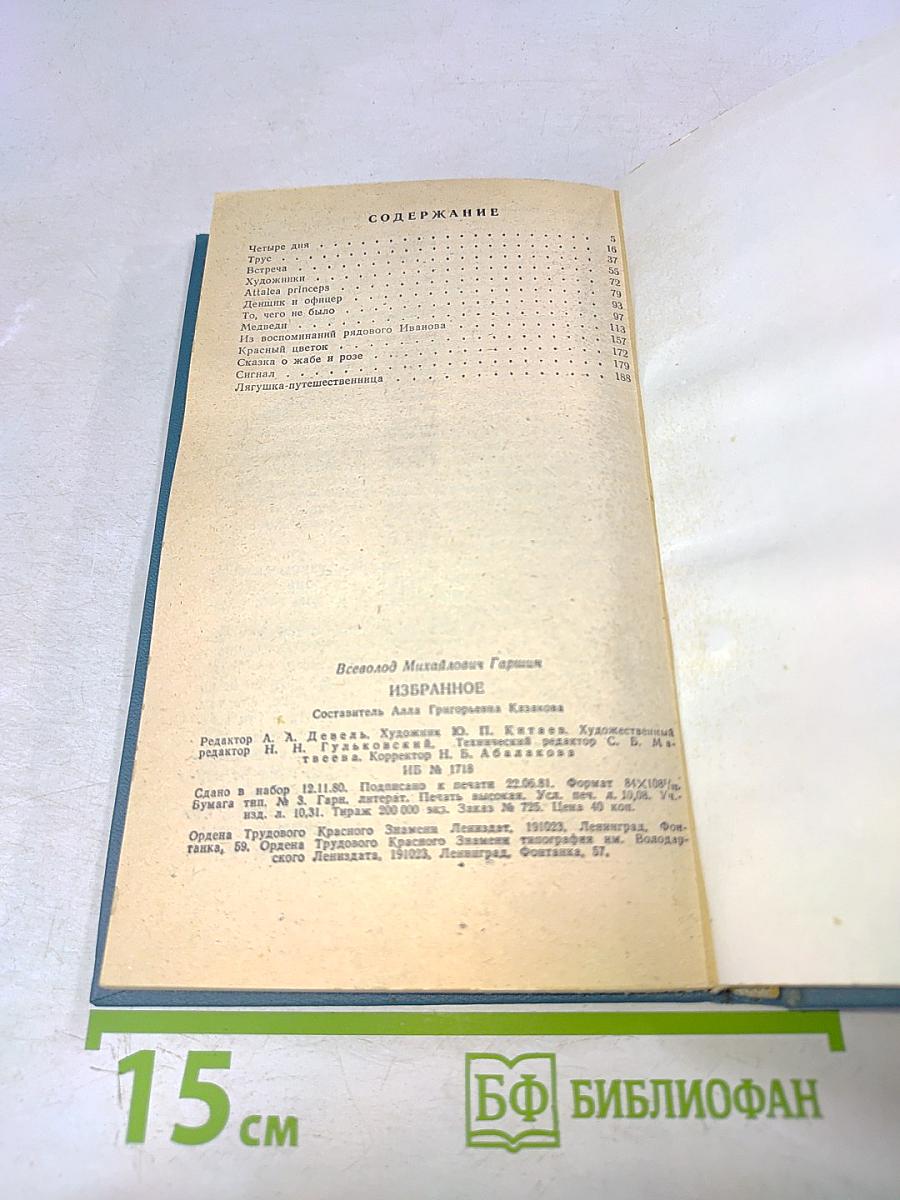 СОДЕРЖАНИЕ
Четыре дня . . . . . . . . . . . . . . . . . . . . 5
Трус . . . . . . . . . . . . . . . . . . . . 16
Встреча . . . . . . . . . . . . . . . . . . . . 37
Художники . . . . . . . . . . . . . . . . . . . . 55
Attalea princeps . . . . . . . . . . . . . . . . . . . . 72
Денщик и офицер . . . . . . . . . . . . . . . . . . . . 79
То, чего не было . . . . . . . . . . . . . . . . . . . . 93
Медведи . . . . . . . . . . . . . . . . . . . . 97
Из воспоминаний рядового Иванова . . . . . . . . . . . . 113
Красный цветок . . . . . . . . . . . . . . . . . . . . 157
Сказка о жабе и розе . . . . . . . . . . . . . . . . . . . . 172
Сигнал . . . . . . . . . . . . . . . . . . . . 179
Лягушка-путешественница . . . . . . . . . . . . . . . . 188
Всеволод Михайлович Гаршин
ИЗБРАННОЕ
Составитель Алла Григорьевна Казакова
Редактор А. А. Девель. Художник Ю. П. Китаев. Художественный
редактор Н. Н. Гульковский. Технический редактор С. Б. Ма-
твеева. Корректор Н. Б. Абалакова
ИБ № 1718
Сдано в набор 12.11.80. Подписано к печати 22.06.81. Формат 84×108¹/₃₂.
Бумага тип. № 3. Гарн. литерат. Печать высокая. Усл. печ. л. 10,08. Уч.-
изд. л. 10,31. Тираж 200 000 экз. Заказ № 725. Цена 40 коп.
Ордена Трудового Красного Знамени Лениздат, 191023, Ленинград, Фон-
танка, 59. Ордена Трудового Красного Знамени типография им. Володар-
ского Лениздата, 191023, Ленинград, Фонтанка, 57.
15 см
БФ БИБЛИОФАН